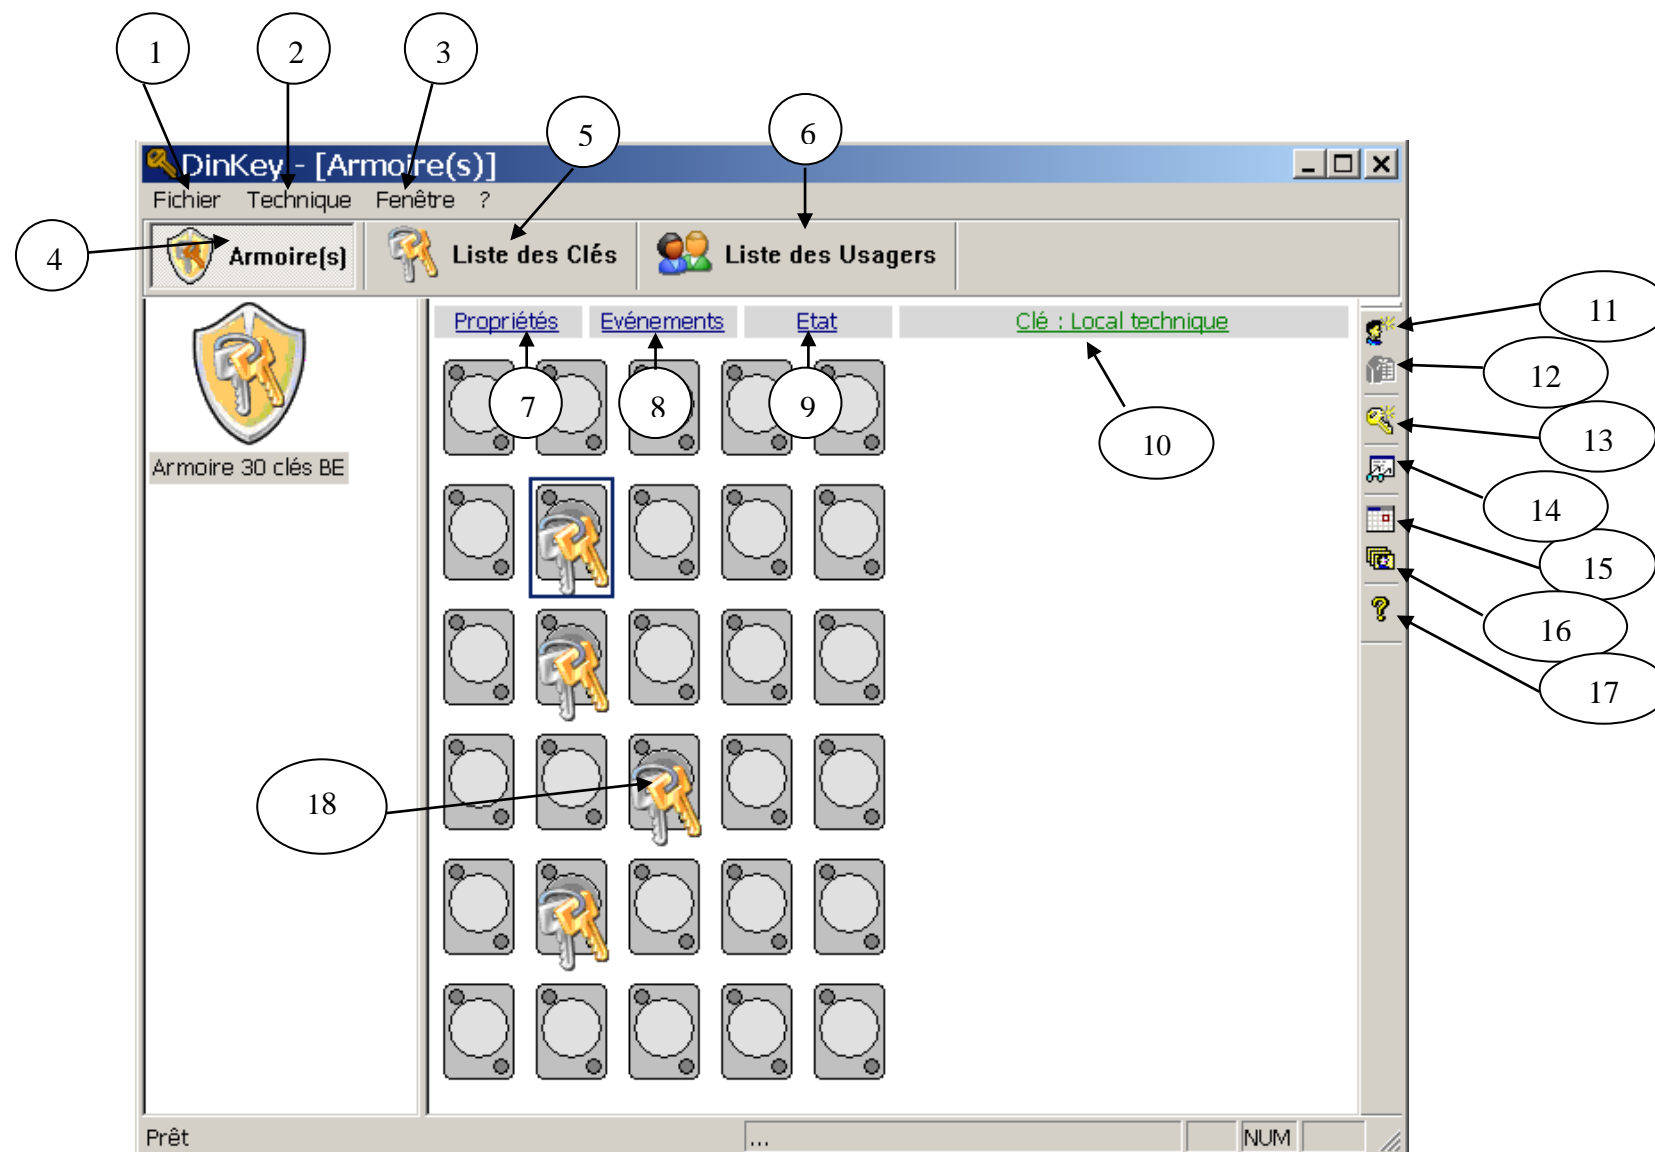 1 2 3
5 6
DinKey - [Armoire(s)]
Fichier Technique Fenêtre ?
4 Armoire(s) Liste des Clés Liste des Usagers
Propriétés Evénements Etat Clé : Local technique
11
12
7 8 9
10 13
Armoire 30 clés BE
14
15
16
17
18
Prêt ... NUM